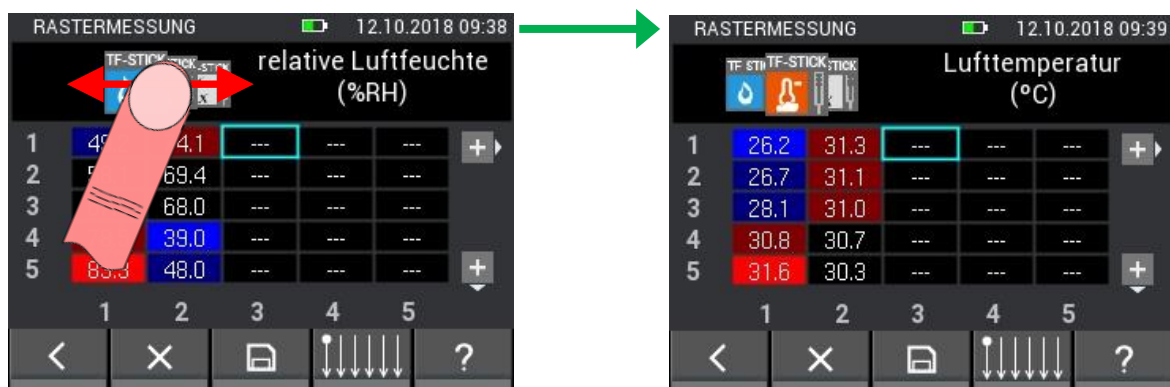 RASTERMESSUNG 12.10.2018 09:38
TF-STICK
relative Luftfeuchte
(%RH)
1 --- --- --- +
2 69.4 --- --- ---
3 68.0 --- --- ---
4 39.0 --- --- ---
5 48.0 --- --- --- +
1 2 3 4 5
< X ?
RASTERMESSUNG 12.10.2018 09:39
TF-STICK
Lufttemperatur
(°C)
1 26.2 31.3 --- --- --- +
2 26.7 31.1 --- --- ---
3 28.1 31.0 --- --- ---
4 30.8 30.7 --- --- ---
5 31.6 30.3 --- --- --- +
1 2 3 4 5
< X ?